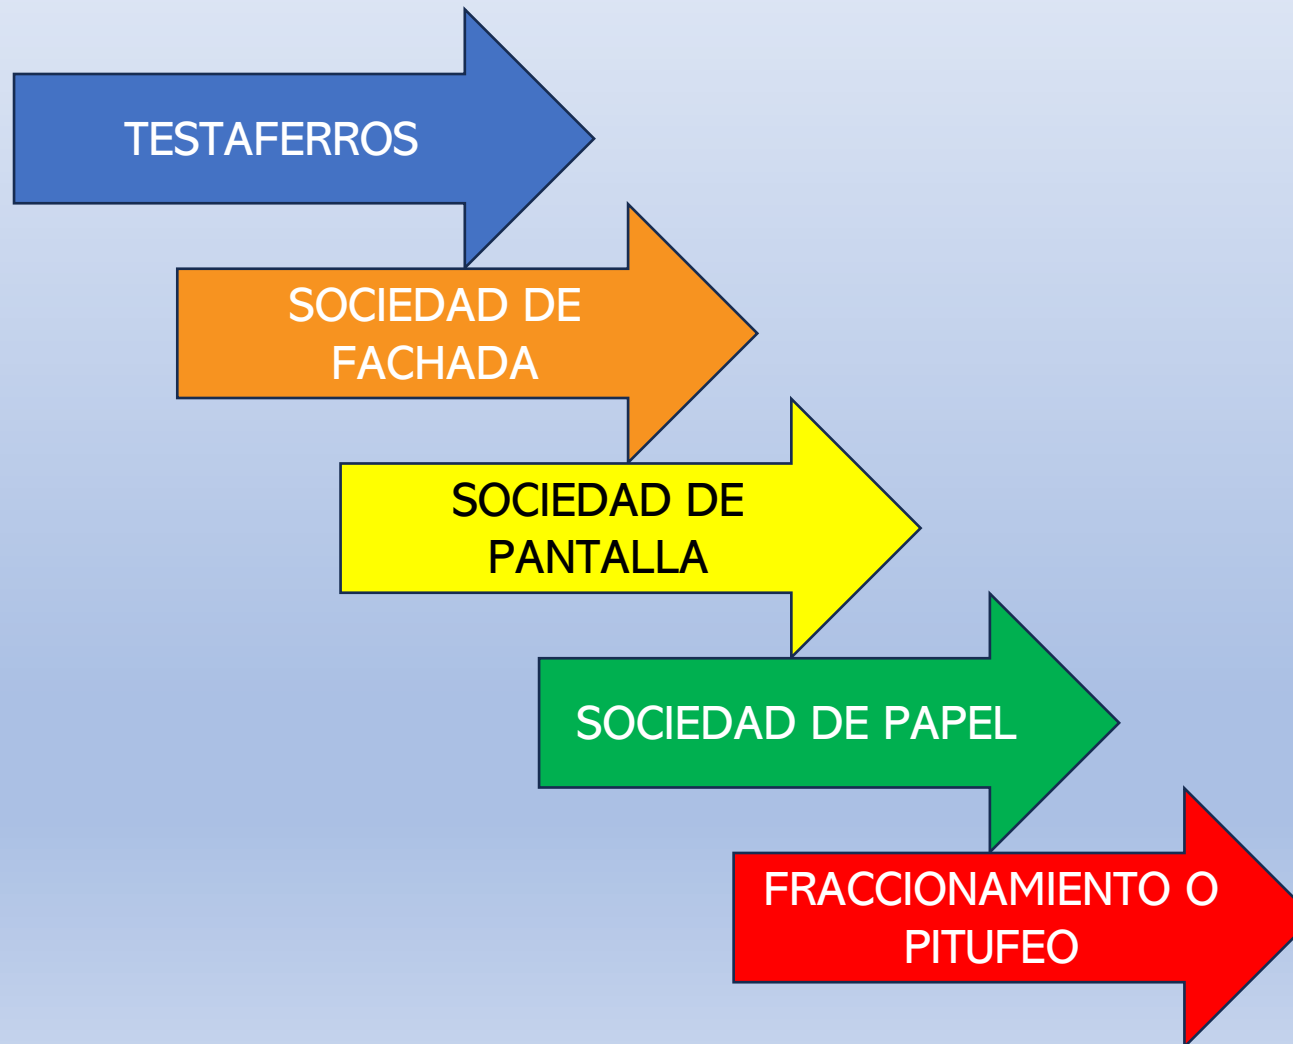 TESTAFERROS
SOCIEDAD DE
FACHADA
SOCIEDAD DE
PANTALLA
SOCIEDAD DE PAPEL
FRACCIONAMIENTO O
PITUFEO